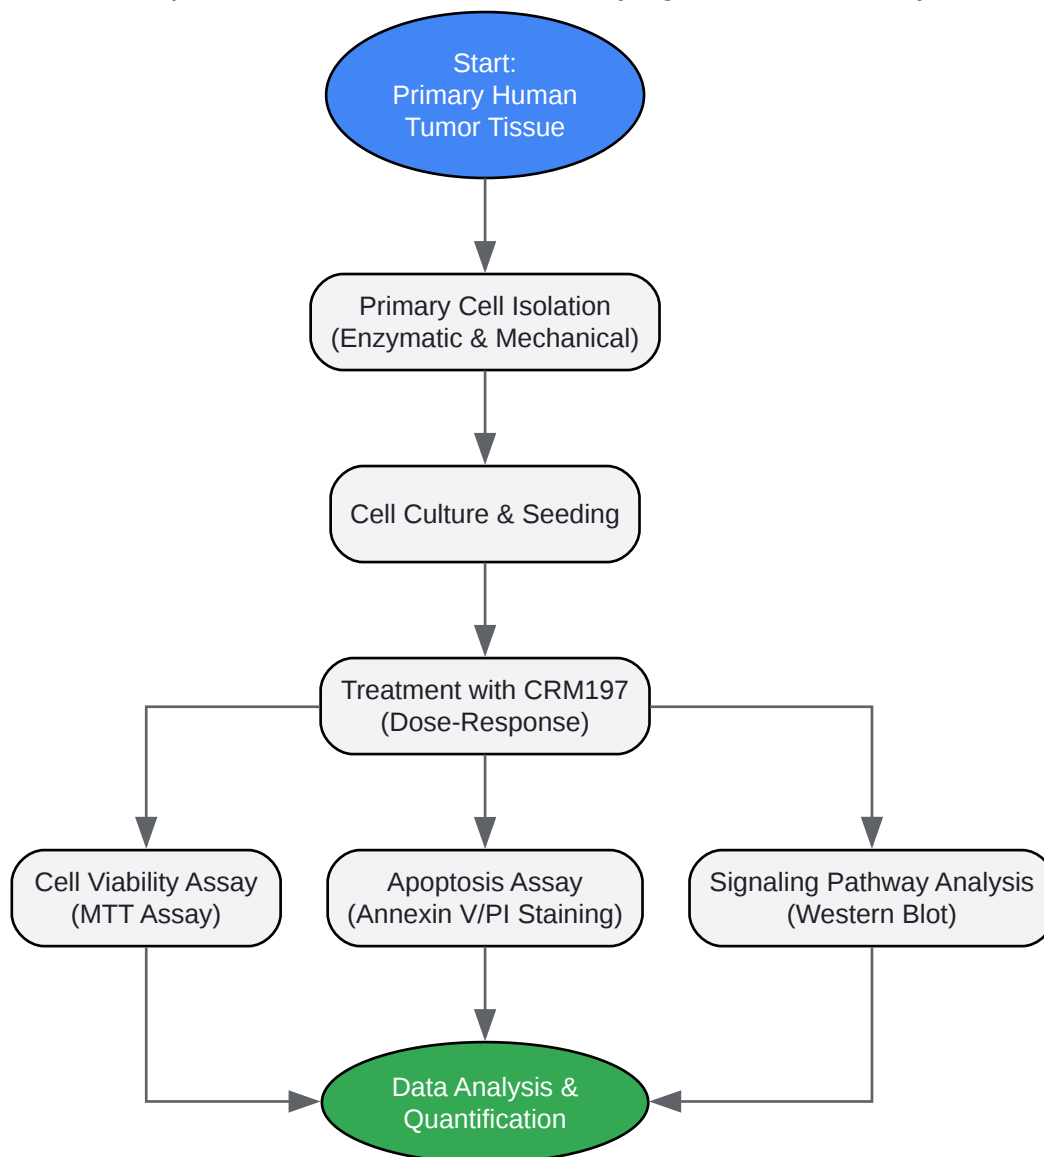 Start:
Primary Human
Tumor Tissue
Primary Cell Isolation
(Enzymatic & Mechanical)
Cell Culture & Seeding
Treatment with CRM197
(Dose-Response)
Cell Viability Assay
(MTT Assay)
Apoptosis Assay
(Annexin V/PI Staining)
Signaling Pathway Analysis
(Western Blot)
Data Analysis &
Quantification